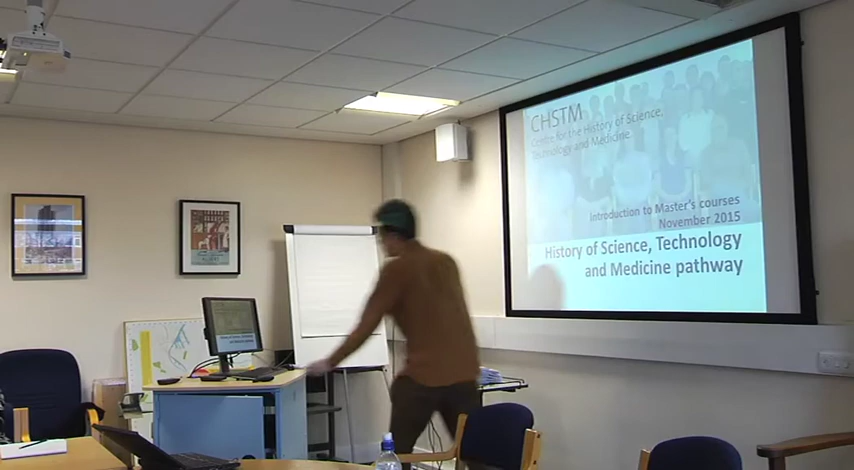 CHSTM
Centre for the History of Science,
Technology and Medicine
Introduction to Master's courses
November 2015
History of Science, Technology
and Medicine pathway